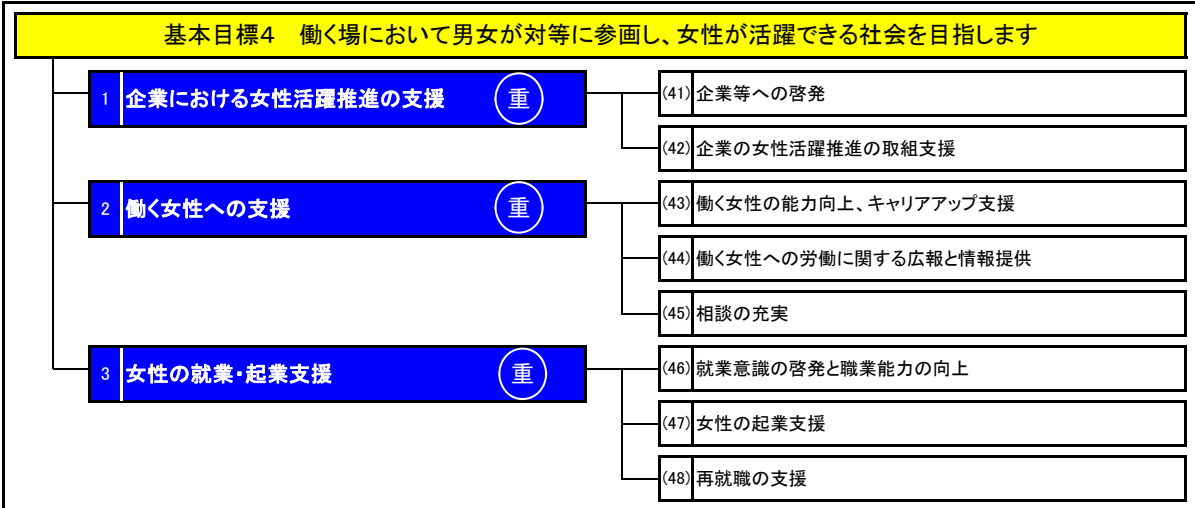 基本目標4 働く場において男女が対等に参画し、女性が活躍できる社会を目指します
1 企業における女性活躍推進の支援 重
(41) 企業等への啓発
(42) 企業の女性活躍推進の取組支援
2 働く女性への支援 重
(43) 働く女性の能力向上、キャリアアップ支援
(44) 働く女性への労働に関する広報と情報提供
(45) 相談の充実
3 女性の就業・起業支援 重
(46) 就業意識の啓発と職業能力の向上
(47) 女性の起業支援
(48) 再就職の支援